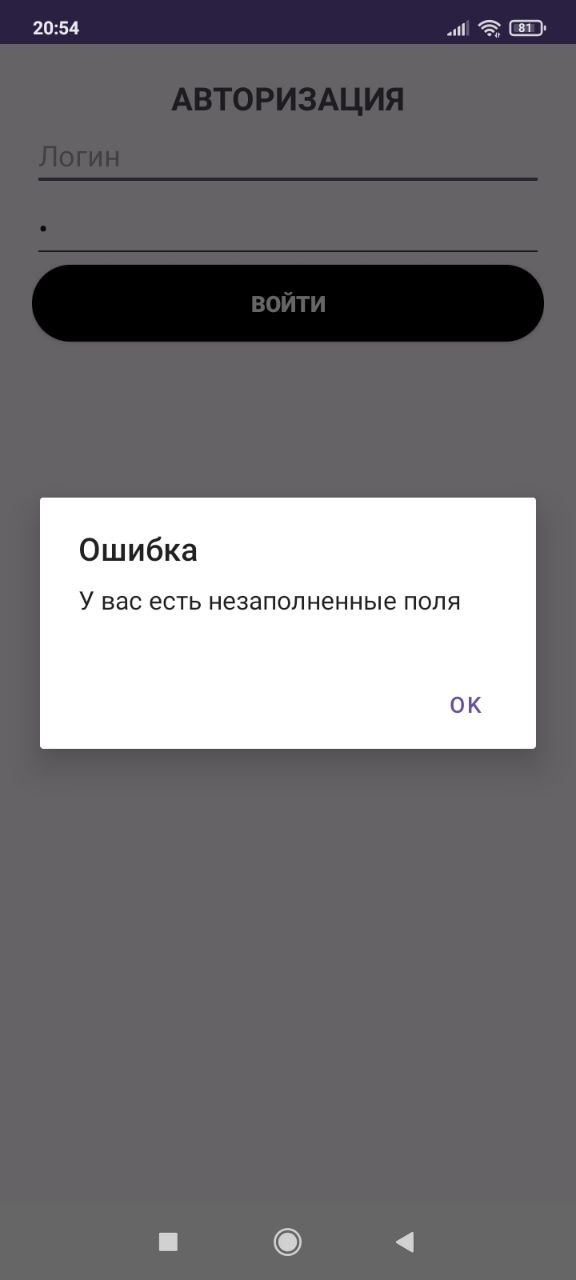 20:54
81
АВТОРИЗАЦИЯ
Логин
•
ВОЙТИ
Ошибка
У вас есть незаполненные поля
OK